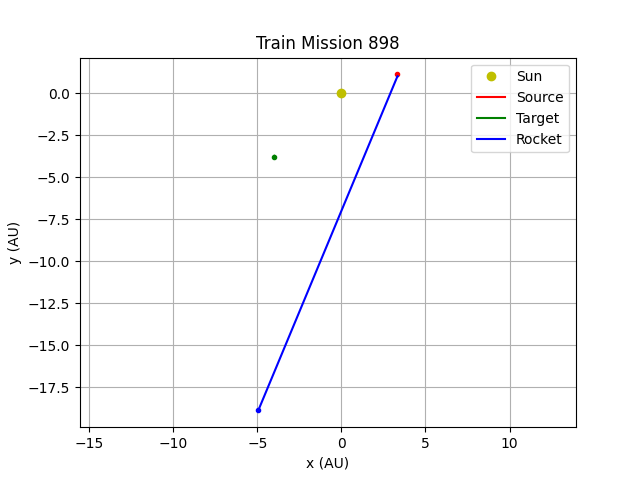 Train Mission 898
Sun
Source
Target
Rocket
0.0
−2.5
−5.0
−7.5
−10.0
−12.5
−15.0
−17.5
y (AU)
−15
−10
−5
0
5
10
x (AU)